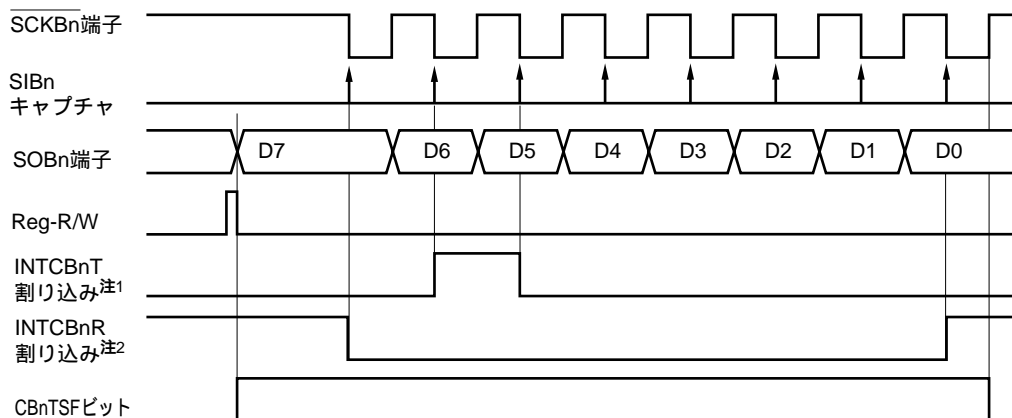 SCKBn端子
SIBn
キャプチャ
SOBn端子
D7 D6 D5 D4 D3 D2 D1 D0
Reg-R/W
INTCBnT
割り込み注1
INTCBnR
割り込み注2
CBnTSFビット